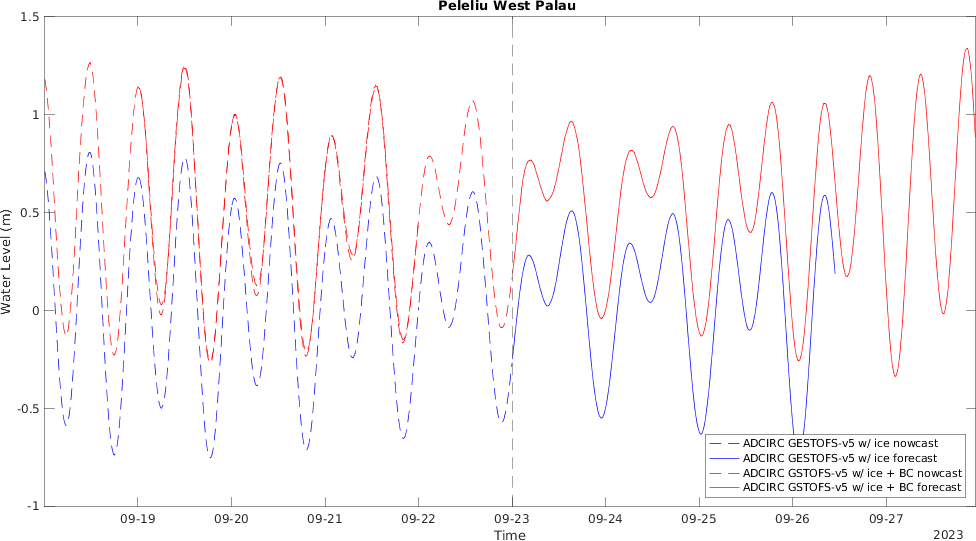 Peleliu West Palau
1.5
1
0.5
0
-0.5
-1
Water Level (m)
ADCIRC GESTOFS-v5 w/ ice nowcast
ADCIRC GESTOFS-v5 w/ ice forecast
ADCIRC GSTOFS-v5 w/ ice + BC nowcast
ADCIRC GSTOFS-v5 w/ ice + BC forecast
09-19 09-20 09-21 09-22 09-23 09-24 09-25 09-26 09-27
Time
2023